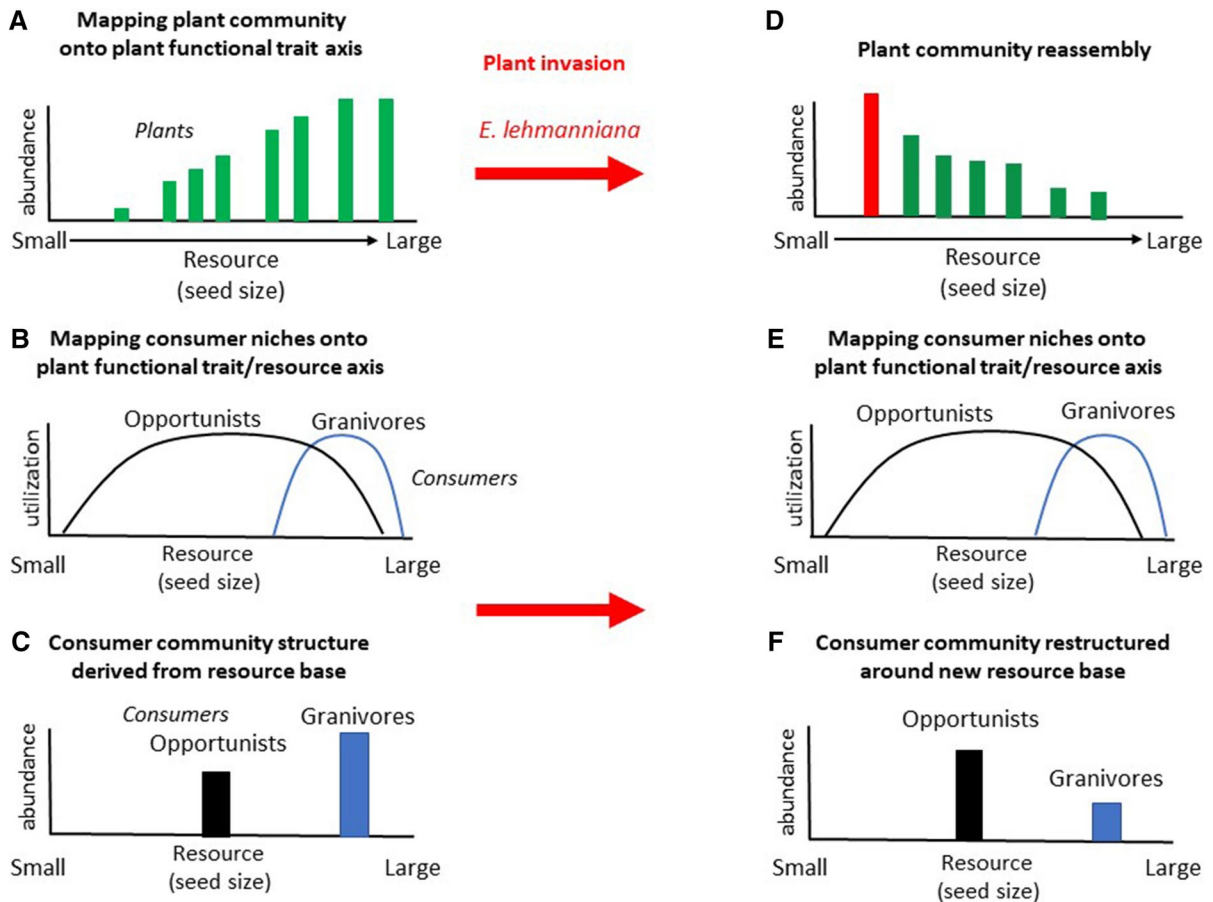 A
Mapping plant community
onto plant functional trait axis
abundance
Plants
Small
Large
Resource
(seed size)
Plant invasion
E. lehmanniana
D
Plant community reassembly
abundance
Small
Large
Resource
(seed size)
B
Mapping consumer niches onto
plant functional trait/resource axis
utilization
Opportunists
Granivores
Consumers
Small
Resource
(seed size)
Large
E
Mapping consumer niches onto
plant functional trait/resource axis
utilization
Opportunists
Granivores
Small
Resource
(seed size)
Large
C
Consumer community structure
derived from resource base
abundance
Consumers
Opportunists
Granivores
Small
Resource
(seed size)
Large
F
Consumer community restructured
around new resource base
abundance
Opportunists
Granivores
Small
Resource
(seed size)
Large